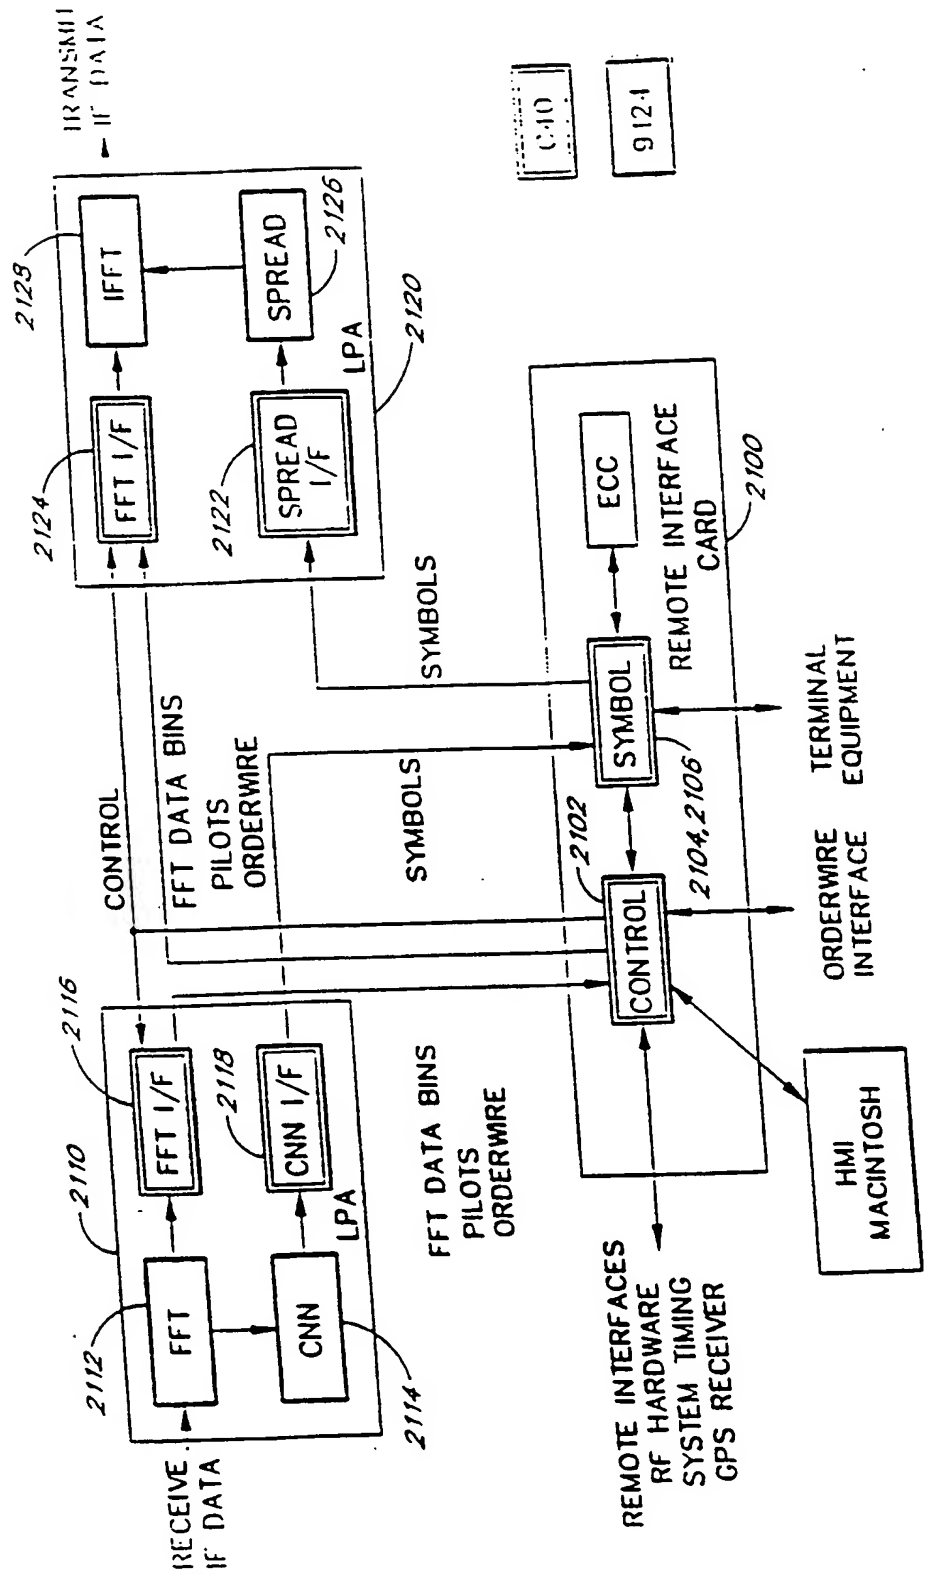 RECEIVE
IF DATA
2110
2112
FFT
FFT I/F
2116
CNN
CNN I/F
2118
LPA
2114
CONTROL
FFT DATA BINS
PILOTS
ORDERWIRE
SYMBOLS
FFT DATA BINS
PILOTS
ORDERWIRE
SYMBOLS
2124
FFT I/F
IFFT
2128
2122
SPREAD
I/F
SPREAD
2126
LPA
2120
TRANSMIT
IF DATA
C40
9124
2102
CONTROL
SYMBOL
ECC
2104, 2106
REMOTE INTERFACE
CARD
2100
REMOTE INTERFACES
RF HARDWARE
SYSTEM TIMING
GPS RECEIVER
HMI
MACINTOSH
ORDERWIRE
INTERFACE
TERMINAL
EQUIPMENT